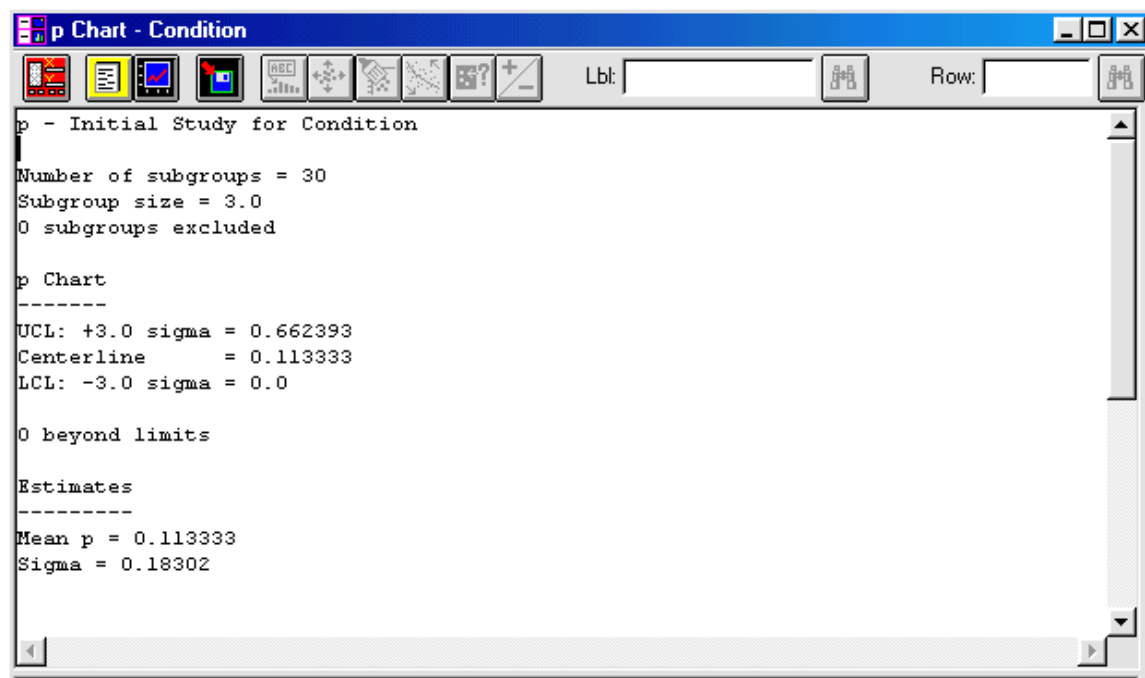 p Chart - Condition
ABC
Lbl:
Row:
p - Initial Study for Condition
Number of subgroups = 30
Subgroup size = 3.0
0 subgroups excluded
p Chart
-------
UCL: +3.0 sigma = 0.662393
Centerline      = 0.113333
LCL: -3.0 sigma = 0.0
0 beyond limits
Estimates
---------
Mean p = 0.113333
Sigma = 0.18302